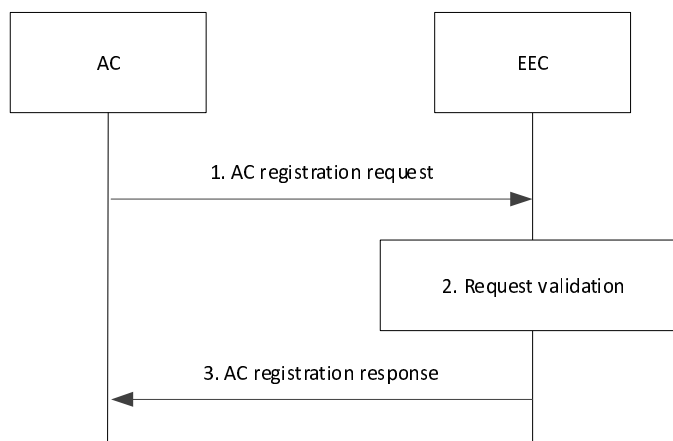 AC
EEC
1. AC registration request
2. Request validation
3. AC registration response